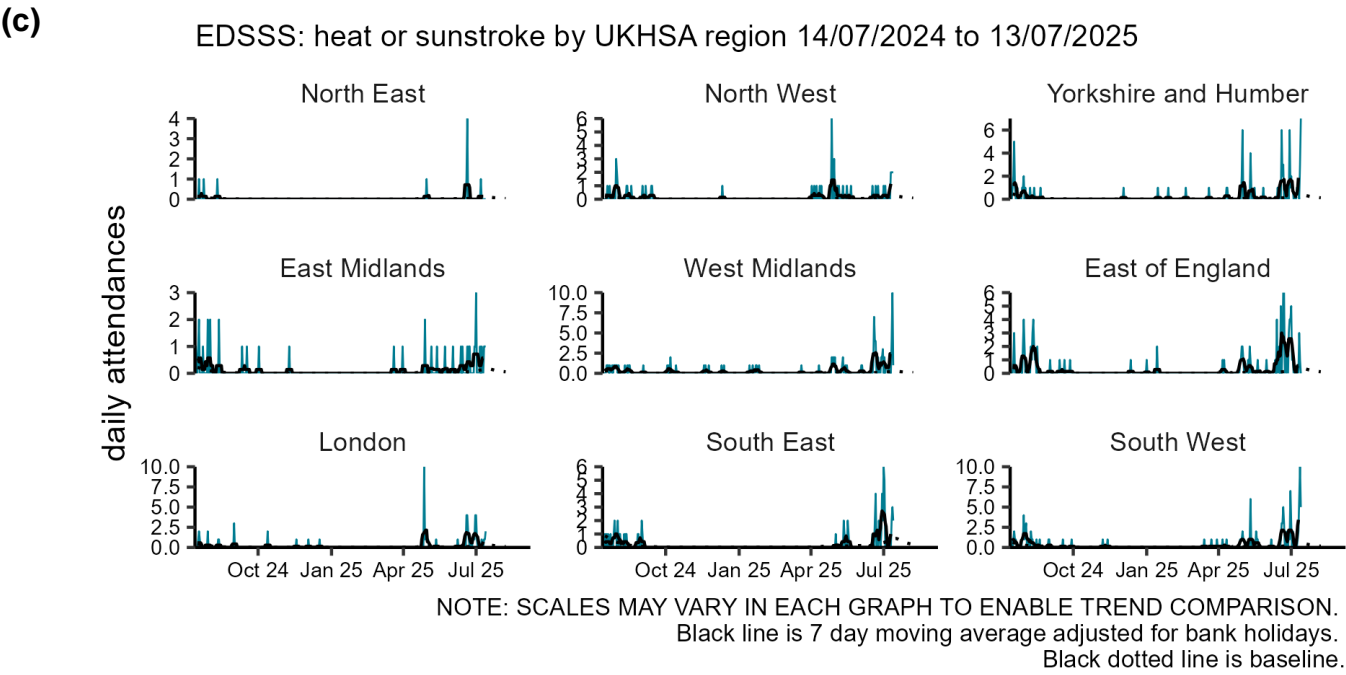 (c)
EDSSS: heat or sunstroke by UKHSA region 14/07/2024 to 13/07/2025
daily attendances
North East
4
3
2
1
0
North West
6
5
4
3
2
1
0
Yorkshire and Humber
6
4
2
0
East Midlands
3
2
1
0
West Midlands
10.0
7.5
5.0
2.5
0.0
East of England
6
5
4
3
2
1
0
London
10.0
7.5
5.0
2.5
0.0
Oct 24 Jan 25 Apr 25 Jul 25
South East
6
5
4
3
2
1
0
Oct 24 Jan 25 Apr 25 Jul 25
South West
10.0
7.5
5.0
2.5
0.0
Oct 24 Jan 25 Apr 25 Jul 25
NOTE: SCALES MAY VARY IN EACH GRAPH TO ENABLE TREND COMPARISON.
Black line is 7 day moving average adjusted for bank holidays.
Black dotted line is baseline.